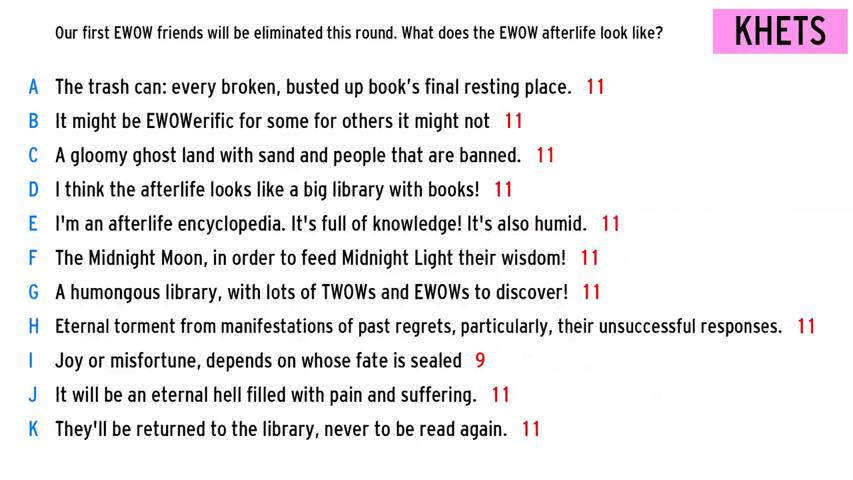 Our first EWOW friends will be eliminated this round. What does the EWOW afterlife look like?
KHETS
A The trash can: every broken, busted up book's final resting place. 11
B It might be EWOWerific for some for others it might not 11
C A gloomy ghost land with sand and people that are banned. 11
D I think the afterlife looks like a big library with books! 11
E I'm an afterlife encyclopedia. It's full of knowledge! It's also humid. 11
F The Midnight Moon, in order to feed Midnight Light their wisdom! 11
G A humongous library, with lots of TWOWs and EWOWs to discover! 11
H Eternal torment from manifestations of past regrets, particularly, their unsuccessful responses. 11
I Joy or misfortune, depends on whose fate is sealed 9
J It will be an eternal hell filled with pain and suffering. 11
K They'll be returned to the library, never to be read again. 11